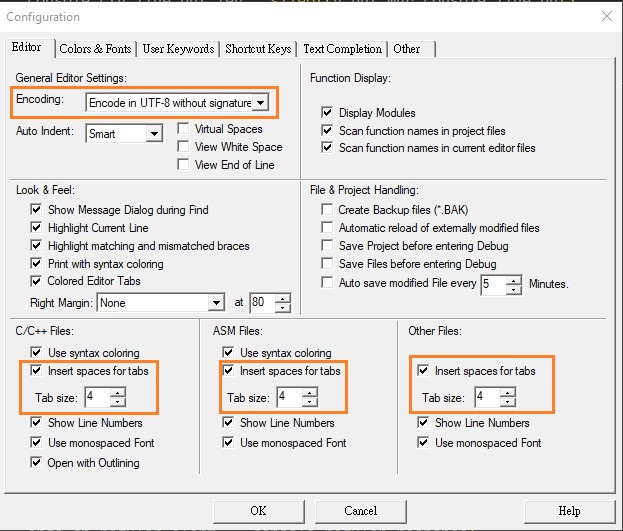 Configuration
Editor Colors & Fonts User Keywords Shortcut Keys Text Completion Other
General Editor Settings:
Encoding: Encode in UTF-8 without signature
Auto Indent: Smart
Virtual Spaces
View White Space
View End of Line
Function Display:
Display Modules
Scan function names in project files
Scan function names in current editor files
Look & Feel:
Show Message Dialog during Find
Highlight Current Line
Highlight matching and mismatched braces
Print with syntax coloring
Colored Editor Tabs
Right Margin: None at 80
File & Project Handling:
Create Backup files (*.BAK)
Automatic reload of externally modified files
Save Project before entering Debug
Save Files before entering Debug
Auto save modified File every 5 Minutes.
C/C++ Files:
Use syntax coloring
Insert spaces for tabs
Tab size: 4
Show Line Numbers
Use monospaced Font
Open with Outlining
ASM Files:
Use syntax coloring
Insert spaces for tabs
Tab size: 4
Show Line Numbers
Use monospaced Font
Other Files:
Insert spaces for tabs
Tab size: 4
Show Line Numbers
Use monospaced Font
OK Cancel Help